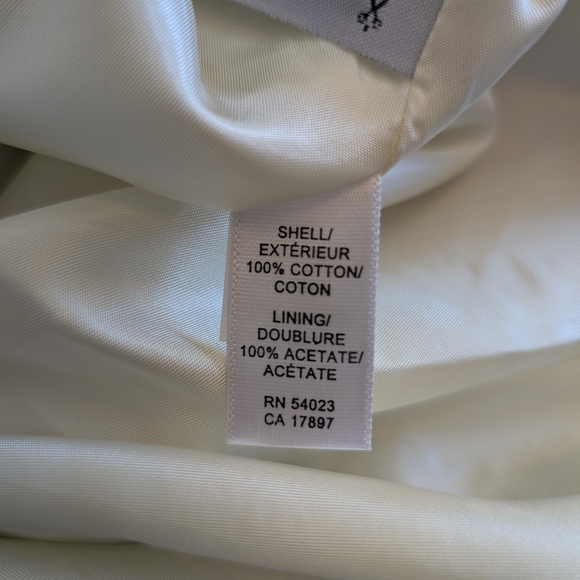 SHELL/
EXTÉRIEUR
100% COTTON/
COTON
LINING/
DOUBLURE
100% ACETATE/
ACÉTATE
RN 54023
CA 17897